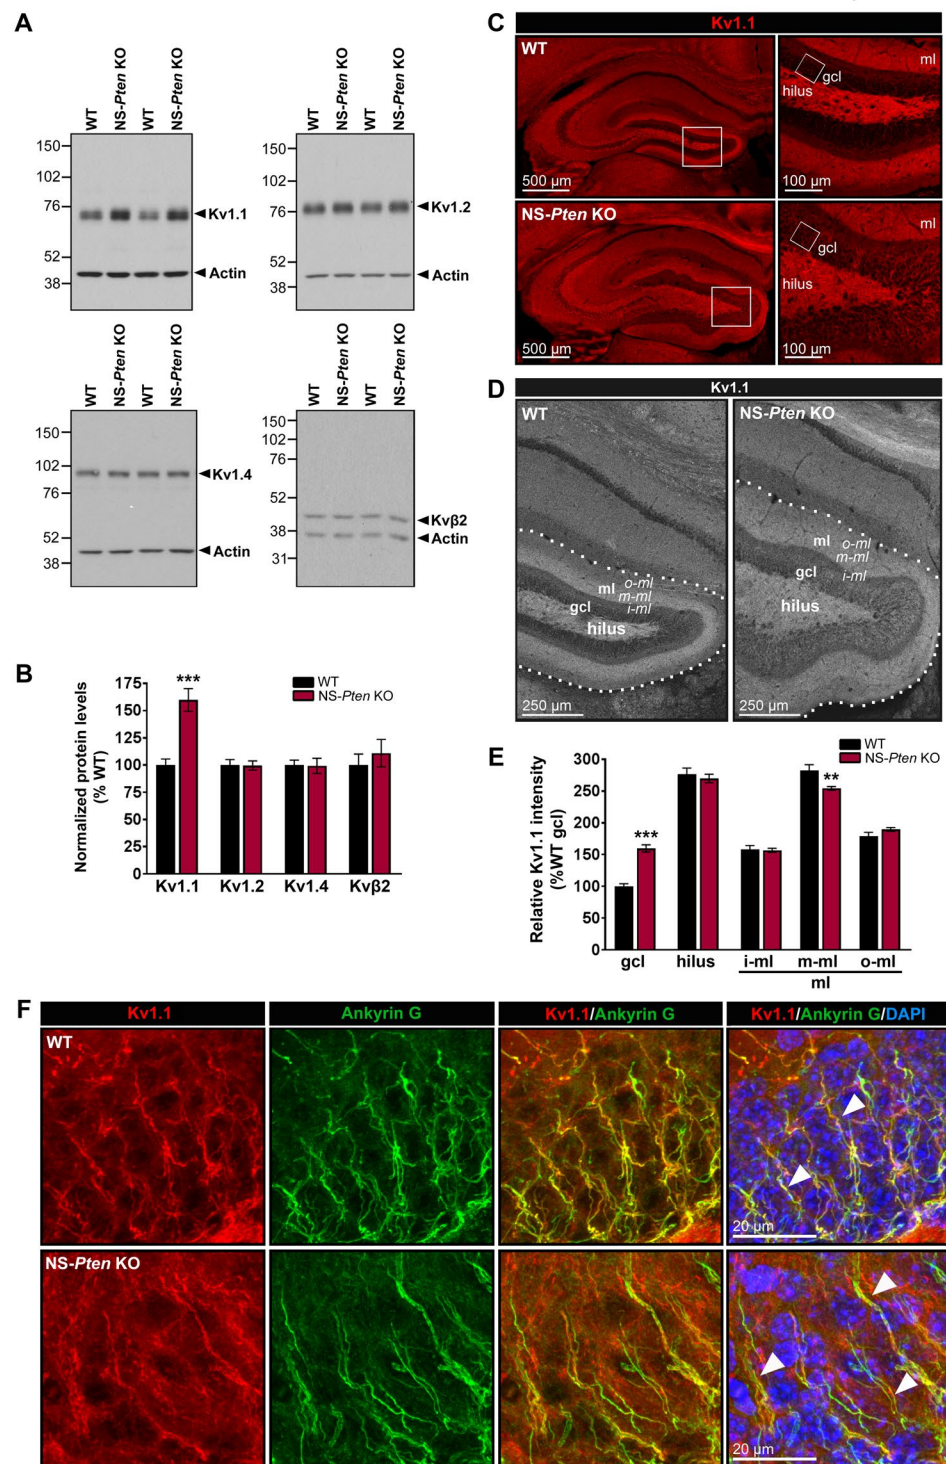 A
WT
NS-Pten KO
WT
NS-Pten KO
150
102
76
52
38
Kv1.1
Actin
WT
NS-Pten KO
WT
NS-Pten KO
150
102
76
52
38
Kv1.2
Actin
WT
NS-Pten KO
WT
NS-Pten KO
150
102
76
52
38
Kv1.4
Actin
WT
NS-Pten KO
WT
NS-Pten KO
150
102
76
52
38
31
Kvβ2
Actin
B
Normalized protein levels
(% WT)
175
150
125
100
75
50
25
0
***
WT
NS-Pten KO
Kv1.1 Kv1.2 Kv1.4 Kvβ2
C
Kv1.1
WT
500 µm
ml
gcl
hilus
100 µm
NS-Pten KO
500 µm
ml
gcl
hilus
100 µm
D
Kv1.1
WT
ml
o-ml
m-ml
i-ml
gcl
hilus
250 µm
NS-Pten KO
ml
o-ml
m-ml
i-ml
gcl
hilus
250 µm
E
Relative Kv1.1 intensity
(%WT gcl)
300
250
200
150
100
50
0
***
**
WT
NS-Pten KO
gcl hilus i-ml m-ml o-ml
ml
F
Kv1.1 Ankyrin G Kv1.1/Ankyrin G Kv1.1/Ankyrin G/DAPI
WT
20 µm
NS-Pten KO
20 µm